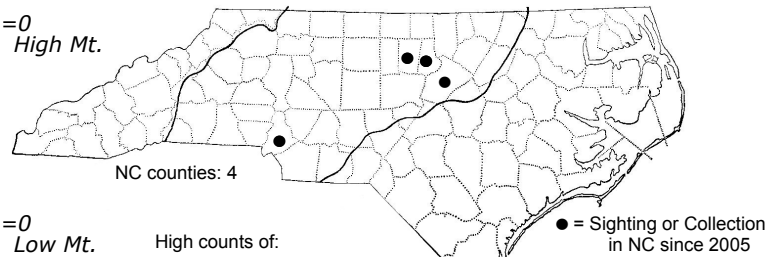 =0
High Mt.
NC counties: 4
=0
Low Mt.
High counts of:
● = Sighting or Collection
in NC since 2005